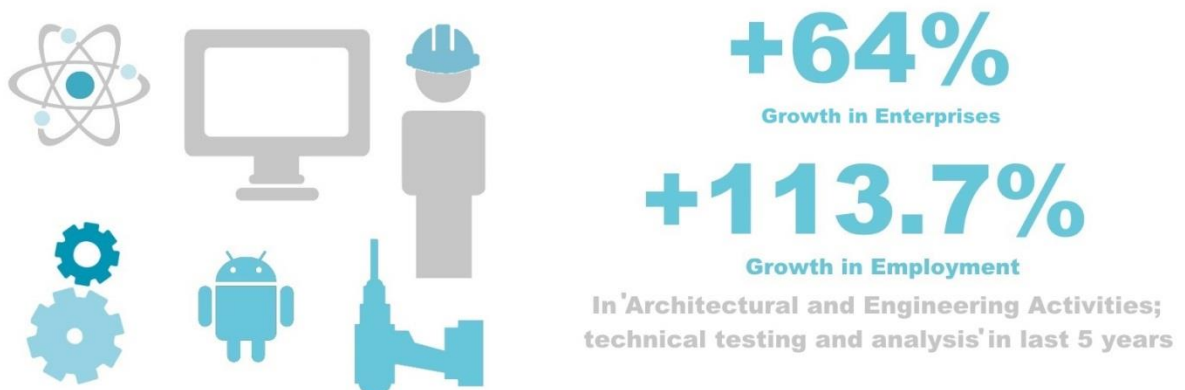 +64%
Growth in Enterprises
+113.7%
Growth in Employment
In 'Architectural and Engineering Activities;
technical testing and analysis' in last 5 years